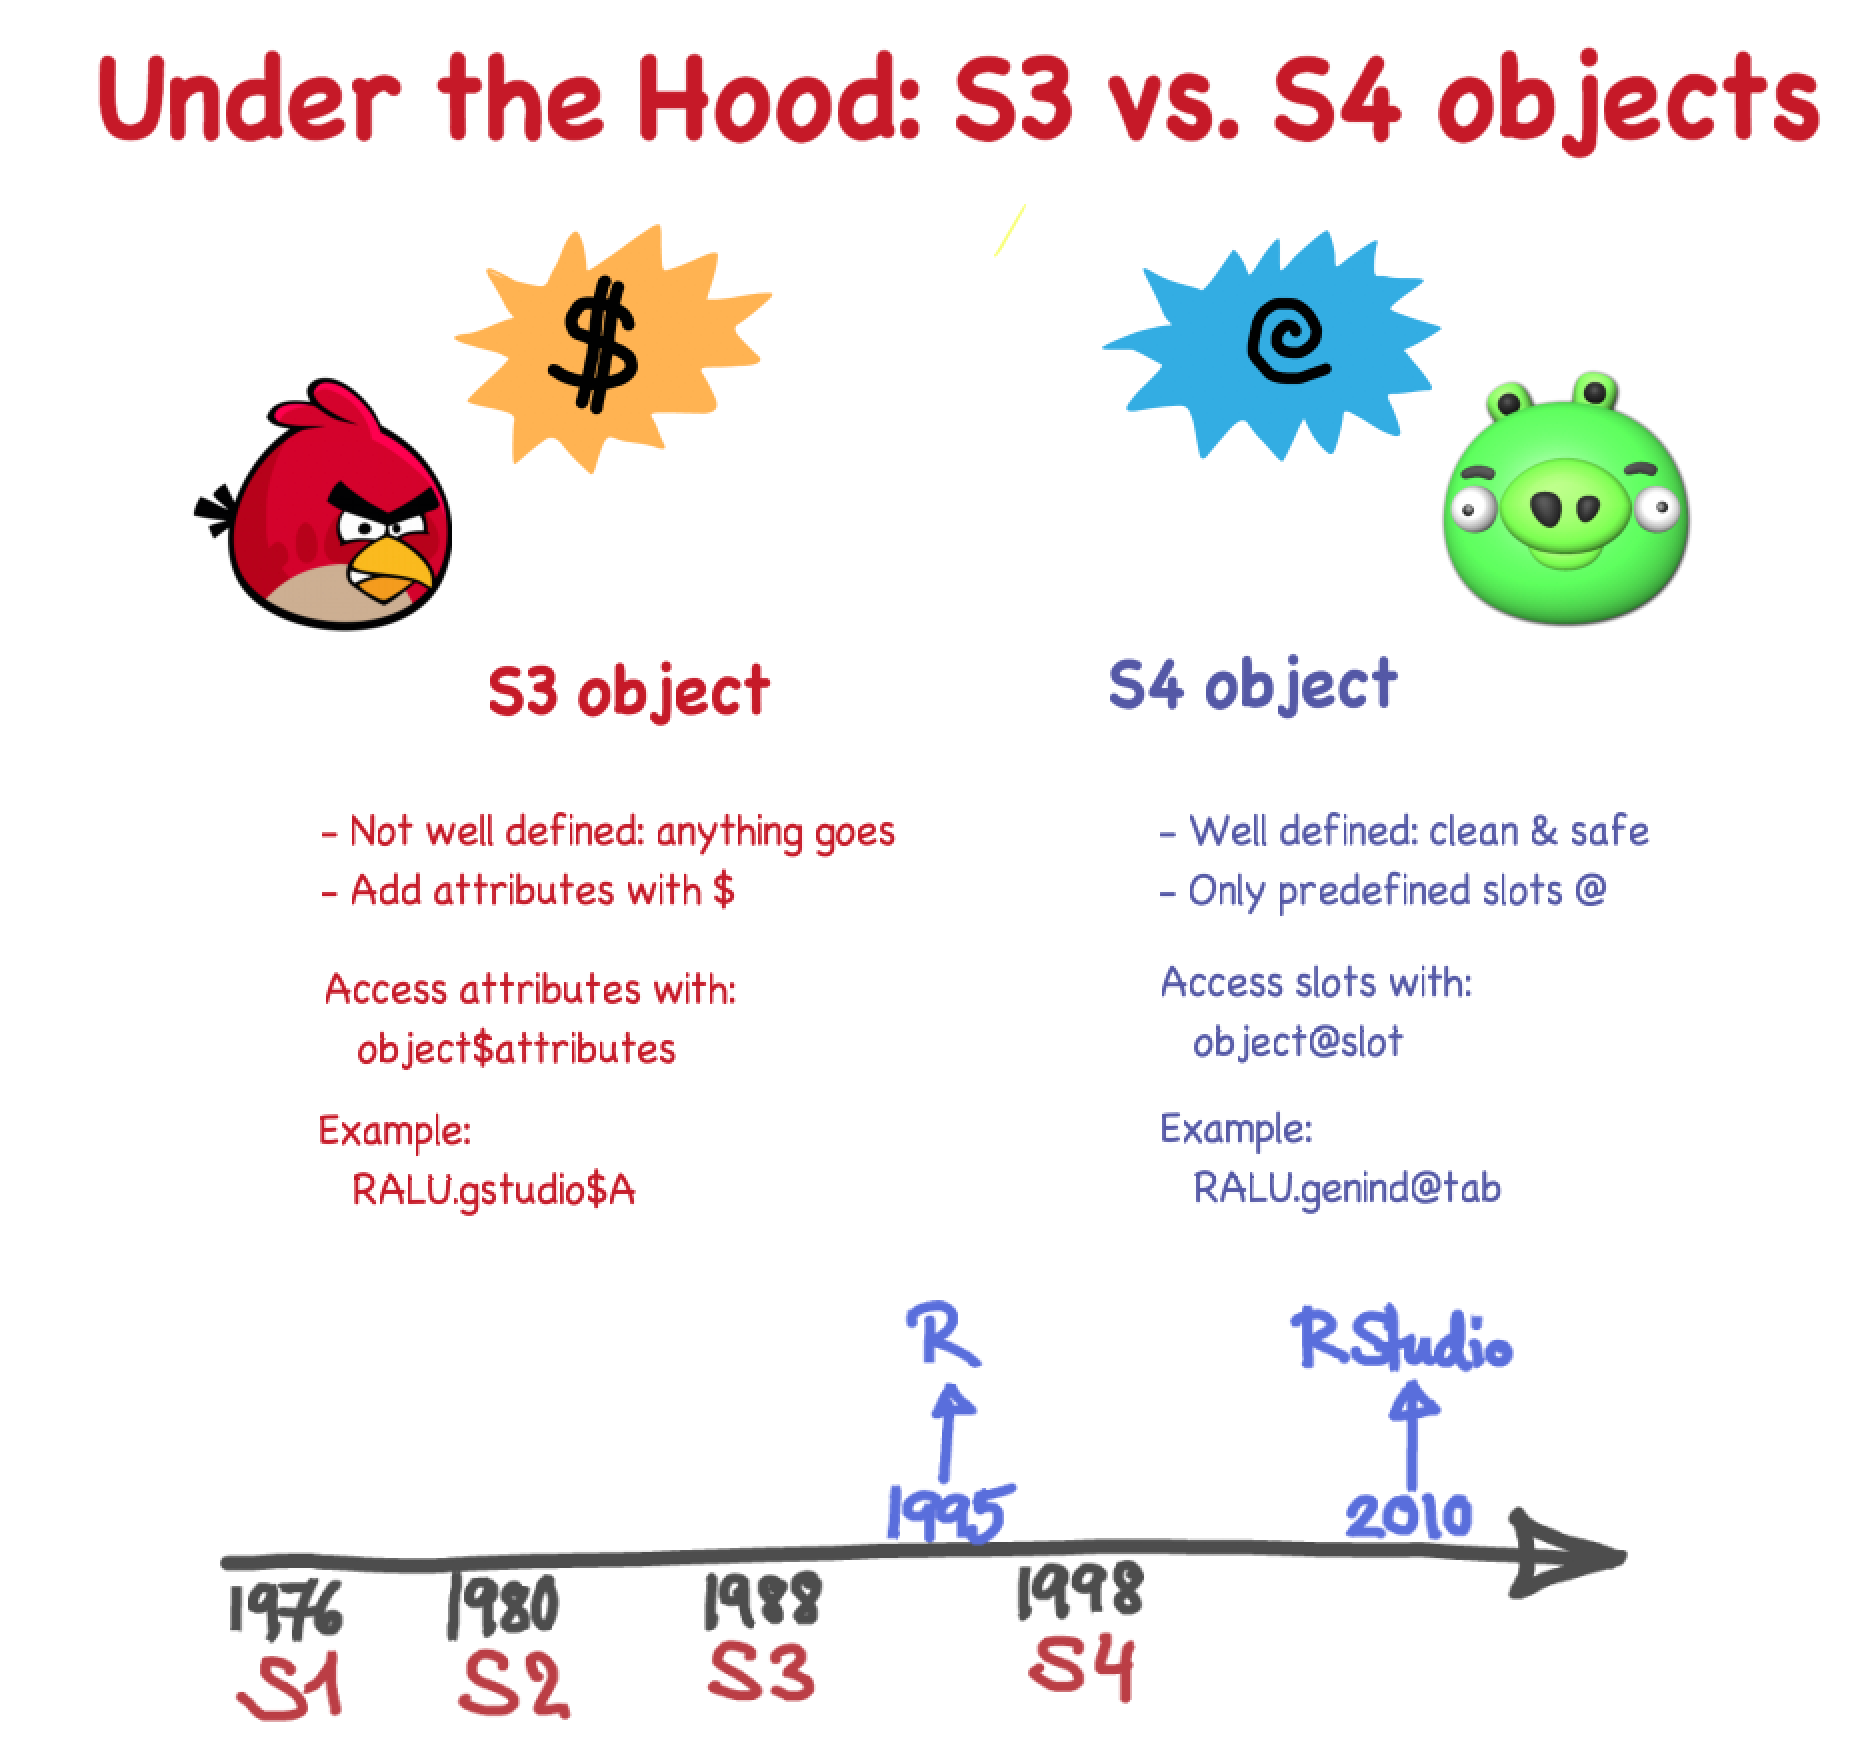 Under the Hood: S3 vs. S4 objects
$
@
S3 object
- Not well defined: anything goes
- Add attributes with $
Access attributes with:
object$attributes
Example:
RALU.gstudio$A
S4 object
- Well defined: clean & safe
- Only predefined slots @
Access slots with:
object@slot
Example:
RALU.genind@tab
R
RStudio
1995
2010
1976
1980
1988
1998
S1
S2
S3
S4